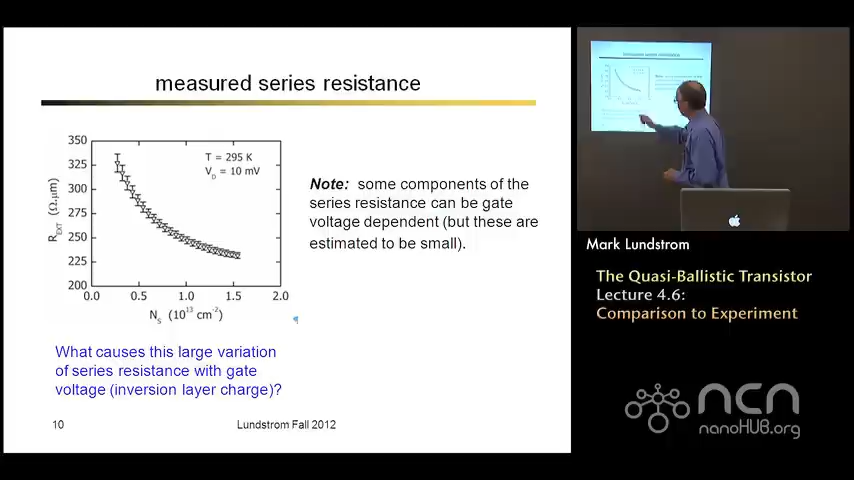 measured series resistance
350
325
300
275
250
225
200
R_EXT (Ω.μm)
T = 295 K
V_D = 10 mV
0.0 0.5 1.0 1.5 2.0
N_S (10^13 cm^-2)
Note: some components of the
series resistance can be gate
voltage dependent (but these are
estimated to be small).
What causes this large variation
of series resistance with gate
voltage (inversion layer charge)?
10
Lundstrom Fall 2012
measured series resistance
Mark Lundstrom
The Quasi-Ballistic Transistor
Lecture 4.6:
Comparison to Experiment
ncn
nanoHUB.org